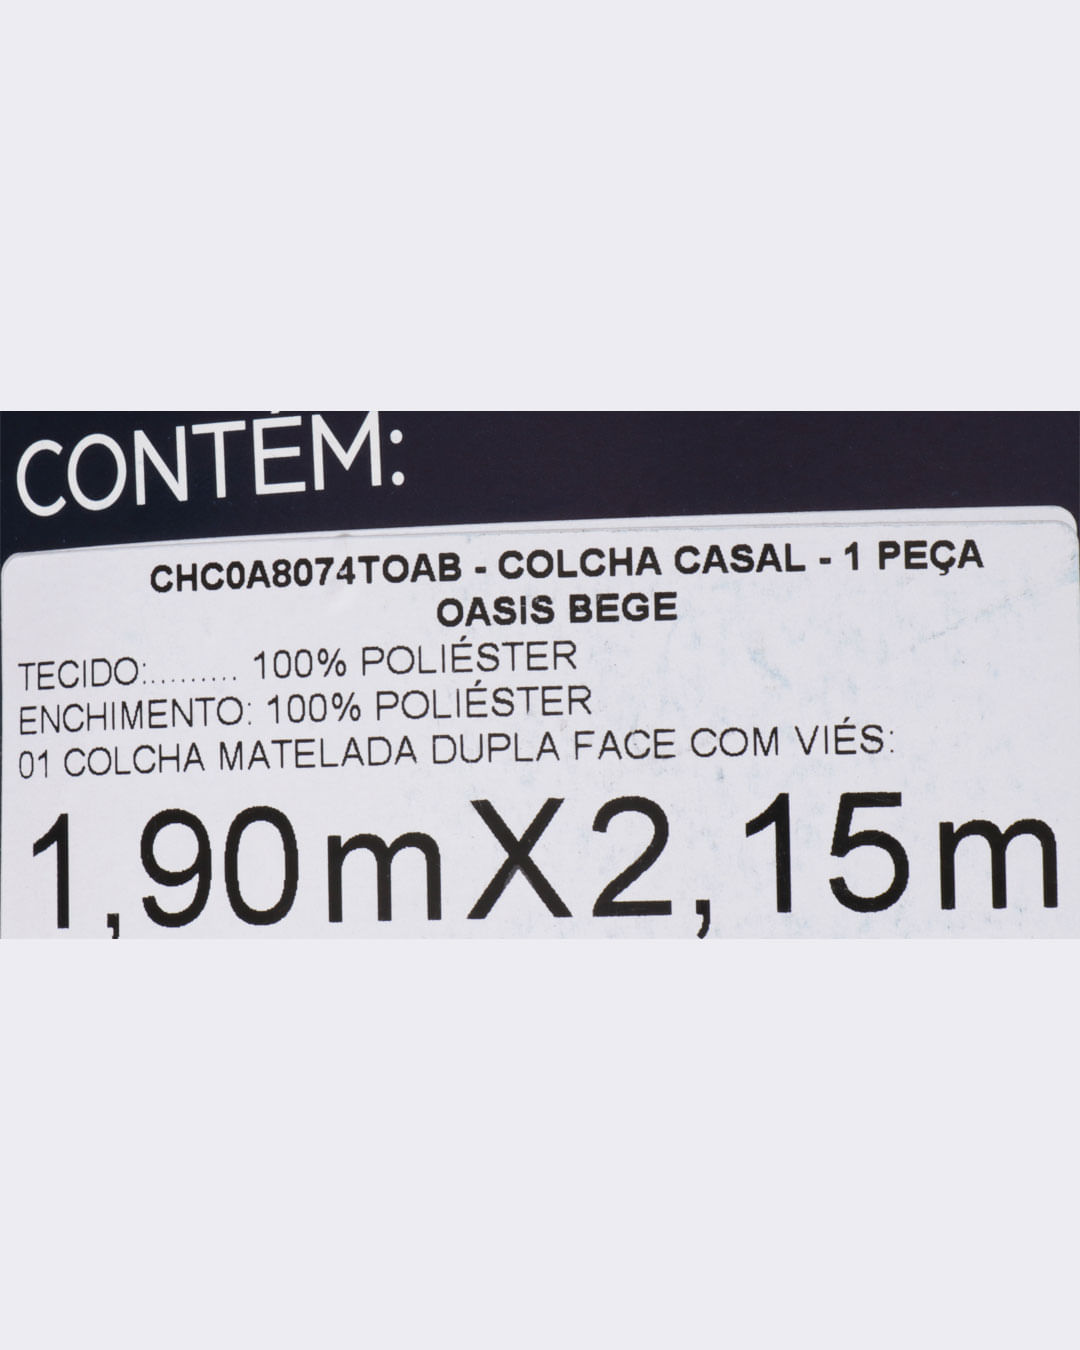 CONTÉM:
CHC0A8074TOAB - COLCHA CASAL - 1 PEÇA
OASIS BEGE
TECIDO:.......... 100% POLIÉSTER
ENCHIMENTO: 100% POLIÉSTER
01 COLCHA MATELADA DUPLA FACE COM VIÉS:
1,90mX2,15m